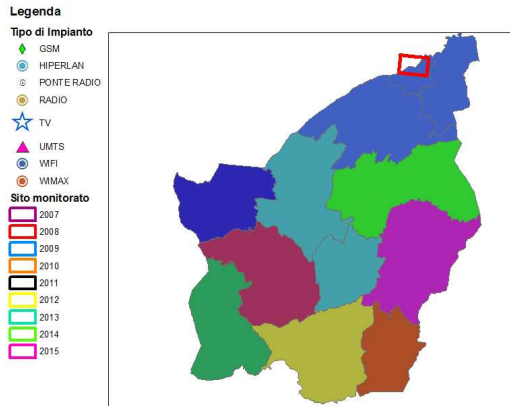 Legenda
Tipo di Impianto
GSM
HIPERLAN
PONTE RADIO
RADIO
TV
UMTS
WIFI
WIMAX
Sito monitorato
2007
2008
2009
2010
2011
2012
2013
2014
2015